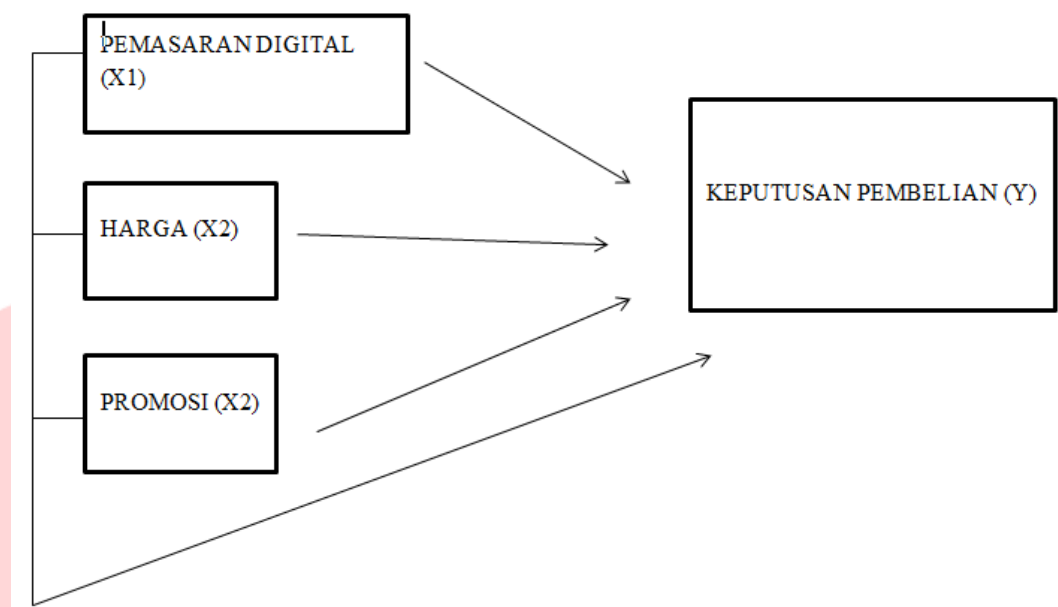 PEMASARAN DIGITAL
(X1)
HARGA (X2)
PROMOSI (X2)
KEPUTUSAN PEMBELIAN (Y)